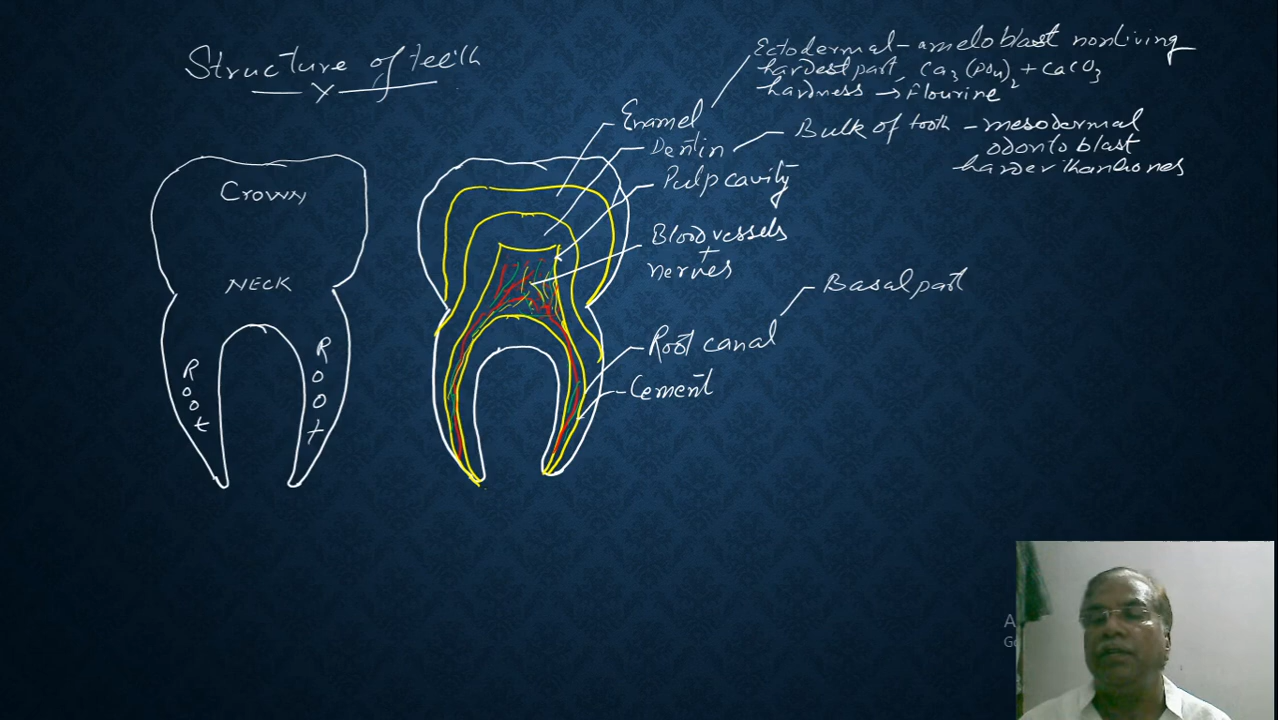 Structure of teeth
Ectodermal - ameloblast nonliving
hardest part, Ca3(PO4)2 + CaCO3
hardness → Flourine
Enamel
Bulk of tooth - mesodermal
odontoblast
harder than bones
Dentin
Pulp cavity
Crown
Blood vessels
+
nerves
NECK
Basal part
Root canal
Cement
Root
Root
A
Go